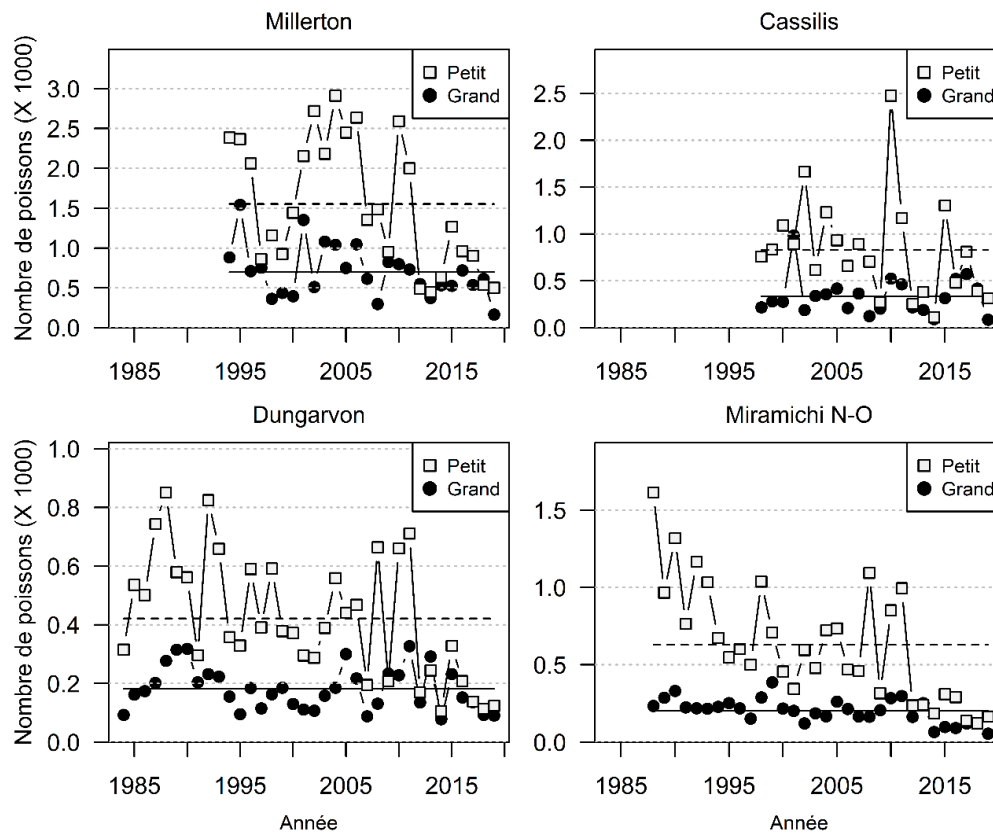 Millerton
Nombre de poissons (X 1000)
3.0
2.5
2.0
1.5
1.0
0.5
0.0
1985
1995
2005
2015
Petit
Grand
Cassilis
2.5
2.0
1.5
1.0
0.5
0.0
1985
1995
2005
2015
Petit
Grand
Dungarvon
Nombre de poissons (X 1000)
1.0
0.8
0.6
0.4
0.2
0.0
1985
1995
2005
2015
Année
Petit
Grand
Miramichi N-O
1.5
1.0
0.5
0.0
1985
1995
2005
2015
Année
Petit
Grand